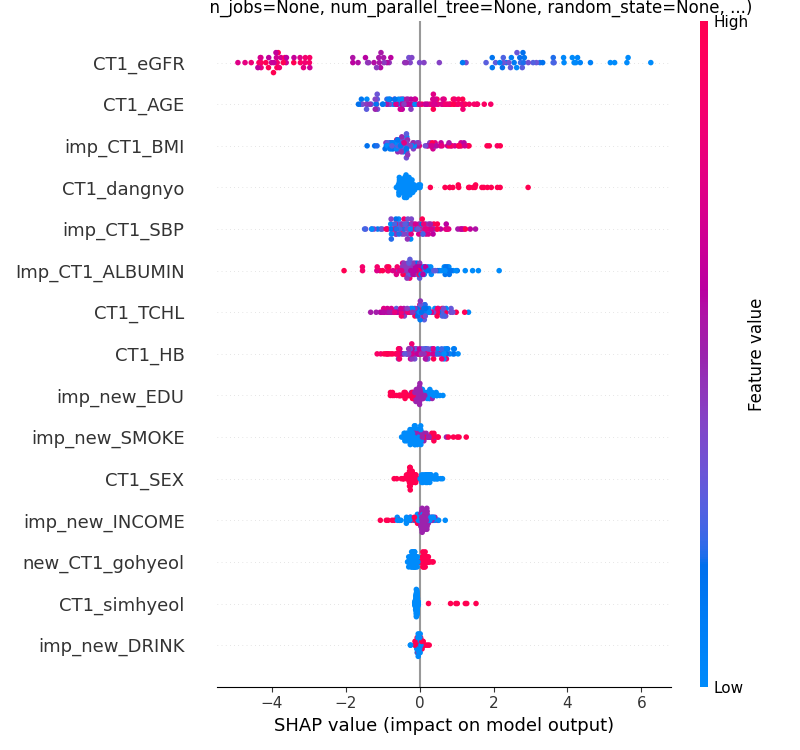 n_jobs=None, num_parallel_tree=None, random_state=None, ...)
High
CT1_eGFR
CT1_AGE
imp_CT1_BMI
CT1_dangnyo
imp_CT1_SBP
Imp_CT1_ALBUMIN
CT1_TCHL
CT1_HB
imp_new_EDU
imp_new_SMOKE
CT1_SEX
imp_new_INCOME
new_CT1_gohyeol
CT1_simhyeol
imp_new_DRINK
Feature value
Low
−4 −2 0 2 4 6
SHAP value (impact on model output)